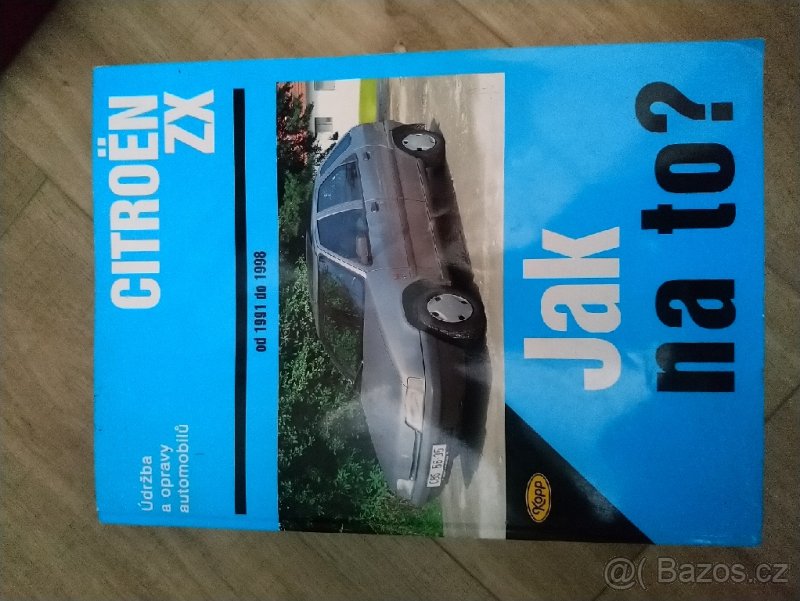 Údržba
a opravy
automobilů
CITROËN
ZX
od 1991 do 1998
Jak
na to?
Kopp
@( Bazos.cz